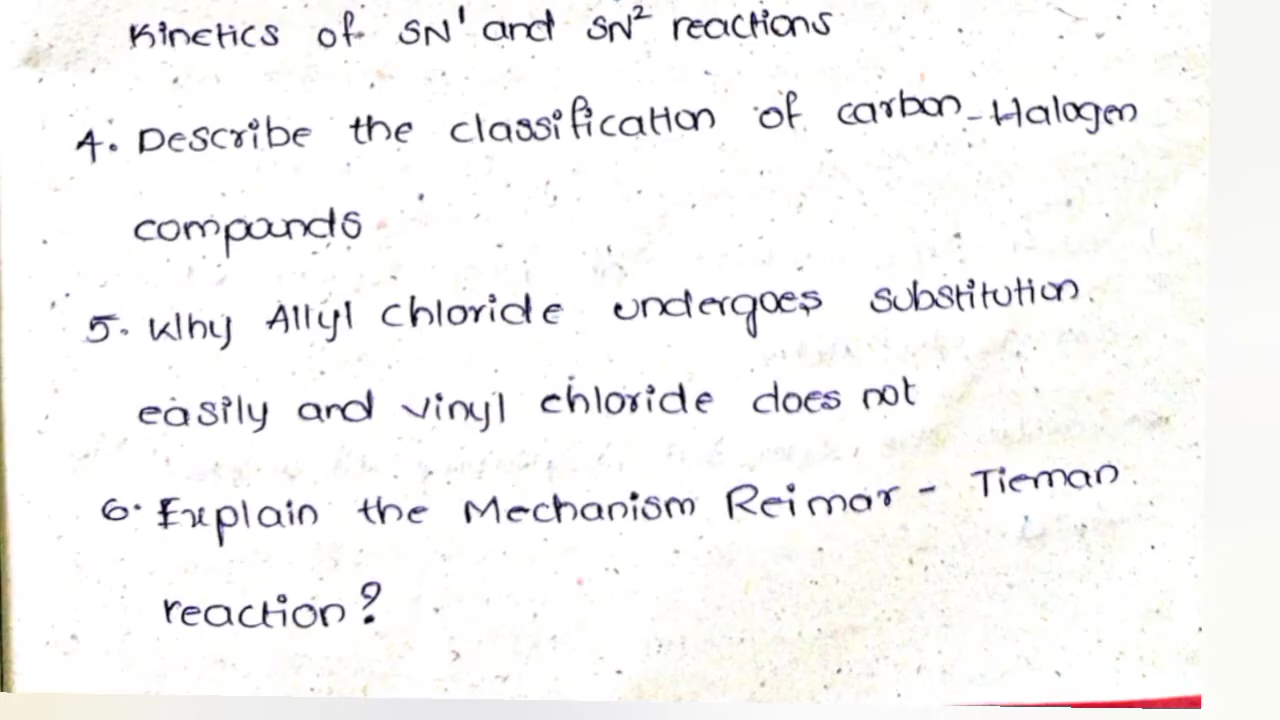 Kinetics of SN¹ and SN² reactions
4. Describe the classification of carbon-Halogen
compounds
5. Why Allyl chloride undergoes substitution.
easily and vinyl chloride does not
6. Explain the Mechanism Reimar - Tieman.
reaction?